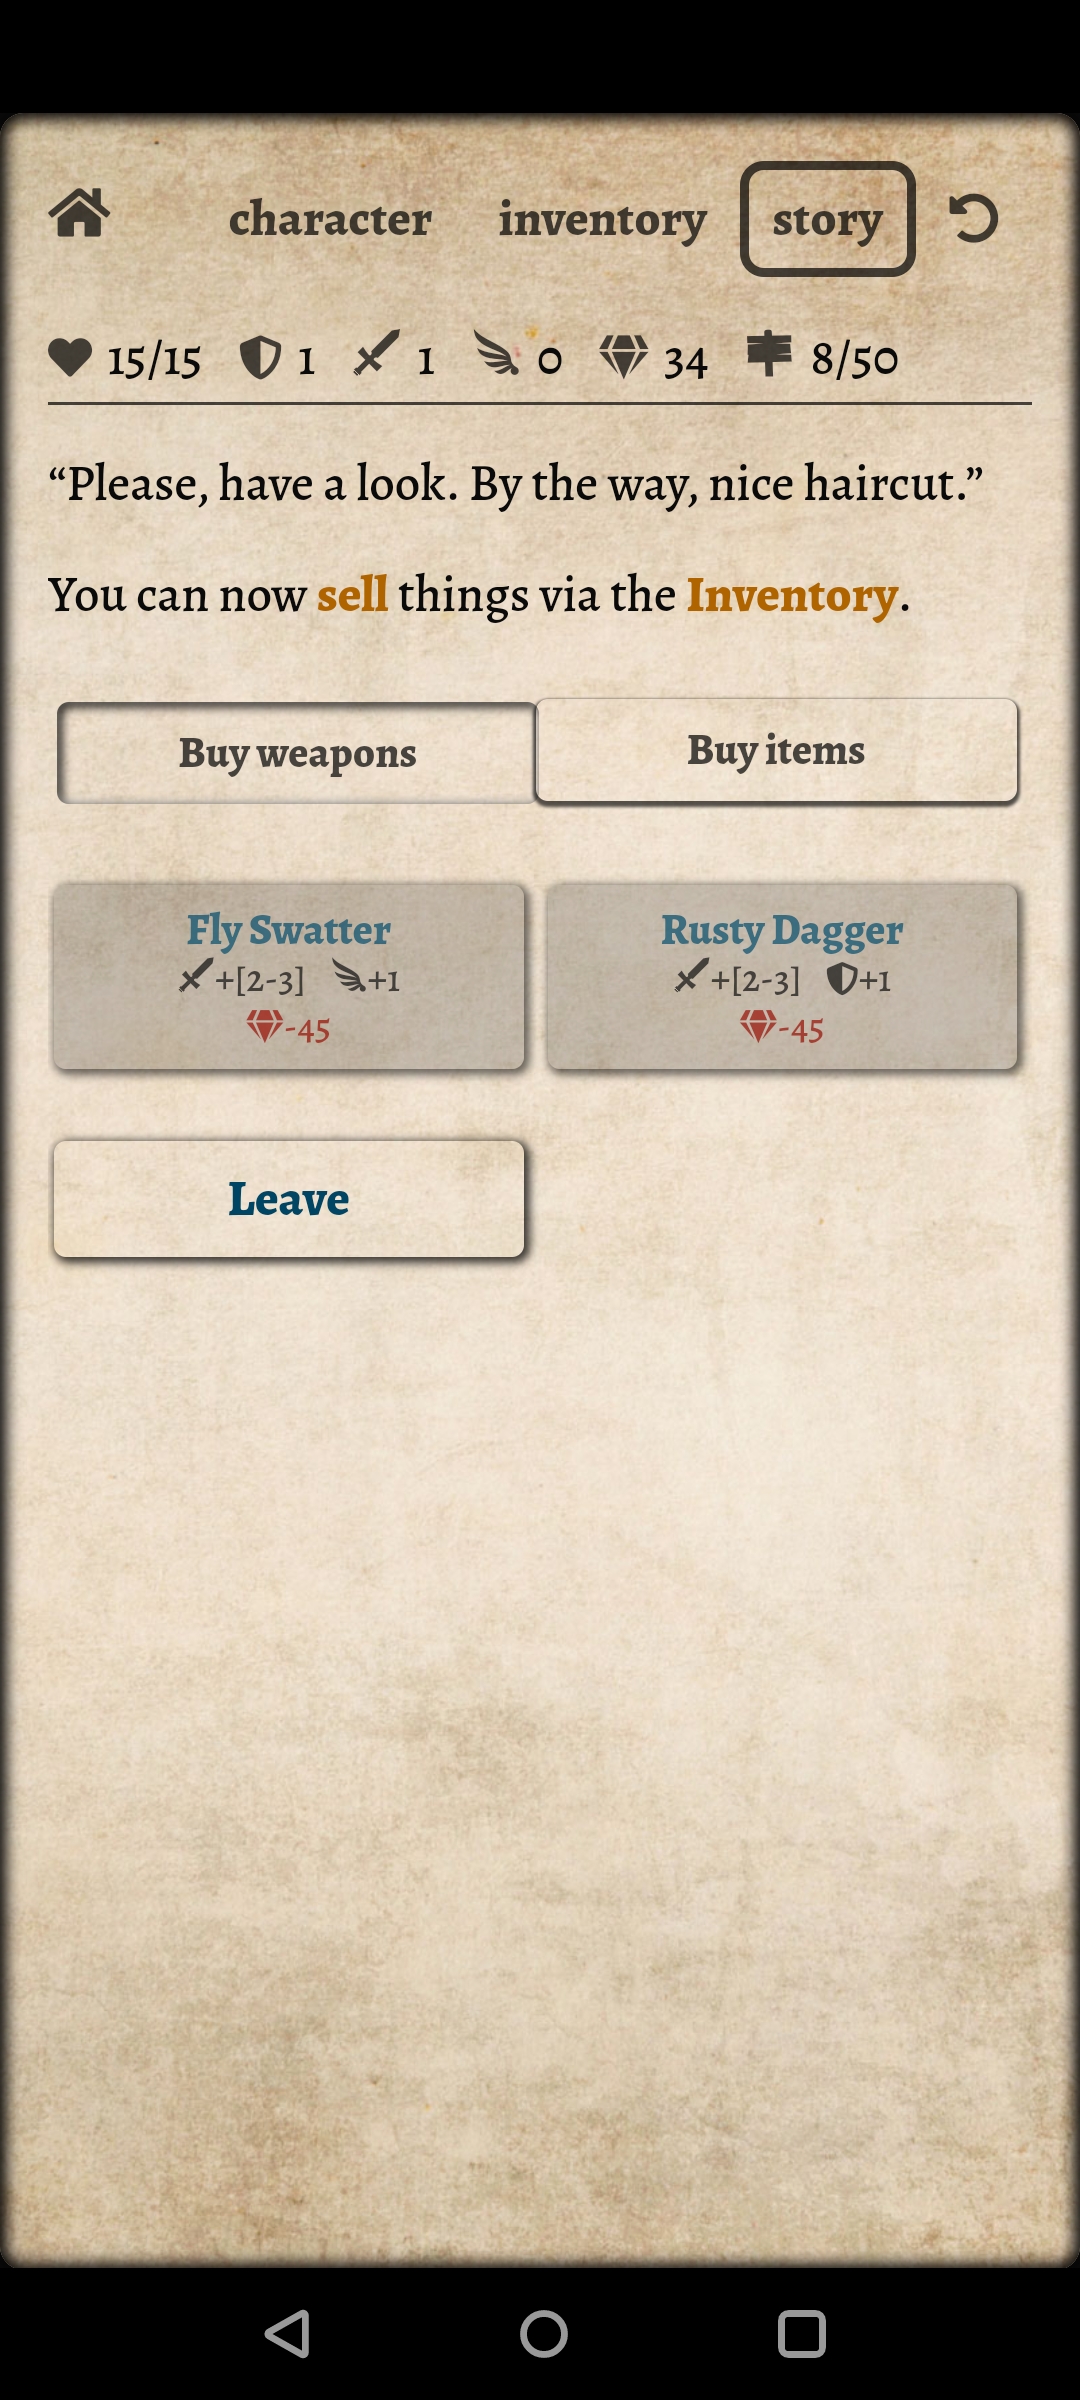 character inventory story
15/15 1 1 0 34 8/50
“Please, have a look. By the way, nice haircut.”
You can now sell things via the Inventory.
Buy weapons Buy items
Fly Swatter
+[2-3] +1
-45
Rusty Dagger
+[2-3] +1
-45
Leave